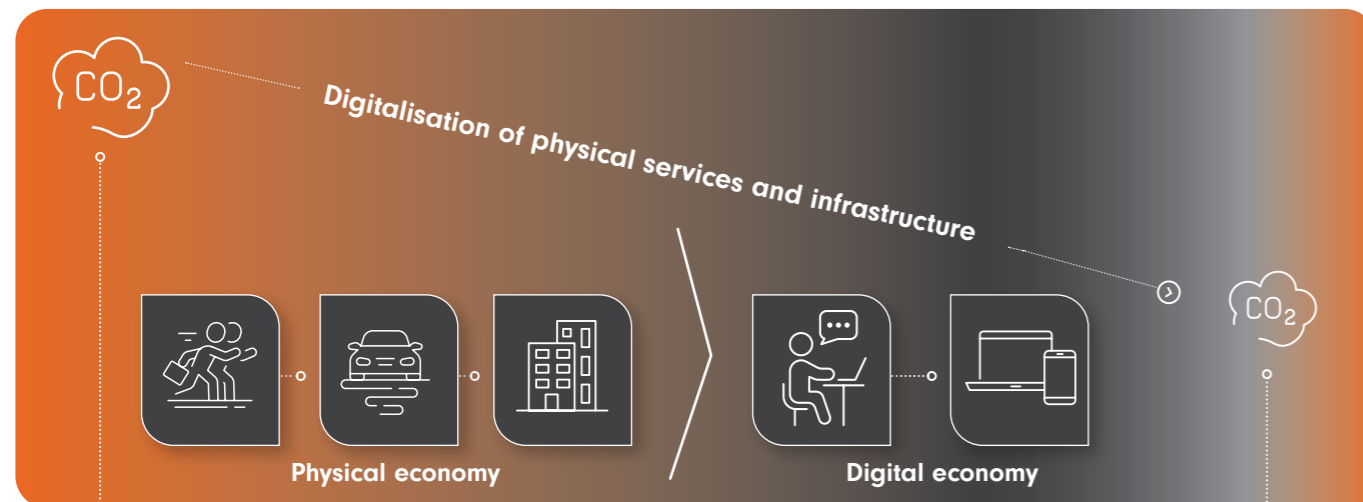 CO₂
Digitalisation of physical services and infrastructure
CO₂
Physical economy
Digital economy